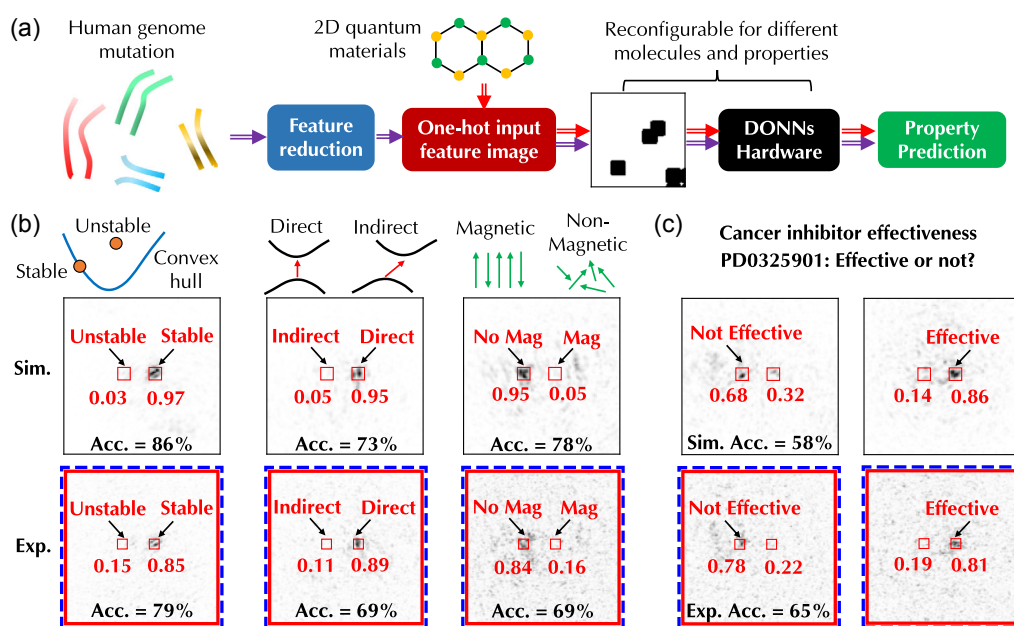 (a)
Human genome
mutation
2D quantum
materials
Reconfigurable for different
molecules and properties
Feature
reduction
One-hot input
feature image
DONNs
Hardware
Property
Prediction
(b)
Unstable
Stable
Convex
hull
Direct
Indirect
Magnetic
Non-
Magnetic
(c)
Cancer inhibitor effectiveness
PD0325901: Effective or not?
Sim.
Unstable Stable
0.03 0.97
Acc. = 86%
Indirect Direct
0.05 0.95
Acc. = 73%
No Mag Mag
0.95 0.05
Acc. = 78%
Not Effective
0.68 0.32
Sim. Acc. = 58%
Effective
0.14 0.86
Exp.
Unstable Stable
0.15 0.85
Acc. = 79%
Indirect Direct
0.11 0.89
Acc. = 69%
No Mag Mag
0.84 0.16
Acc. = 69%
Not Effective
0.78 0.22
Exp. Acc. = 65%
Effective
0.19 0.81